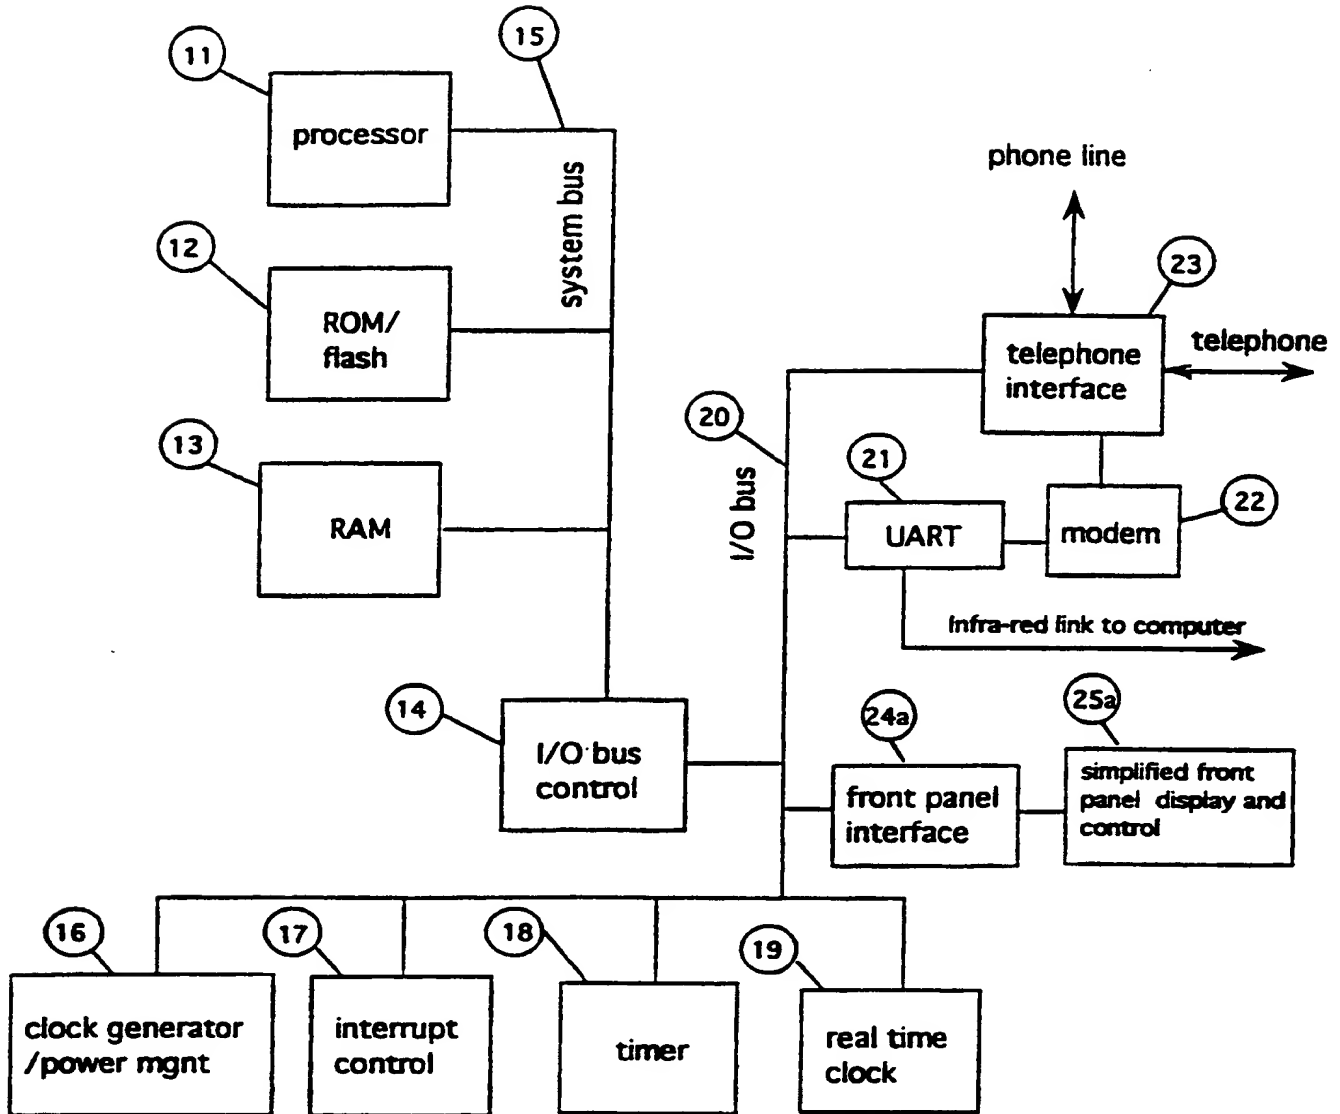 11
15
processor
system bus
phone line
12
23
ROM/
flash
telephone
interface
telephone
13
20
21
22
RAM
I/O bus
UART
modem
Infra-red link to computer
14
24a
25a
I/O bus
control
front panel
interface
simplified front
panel display and
control
16
17
18
19
clock generator
/power mgnt
interrupt
control
timer
real time
clock